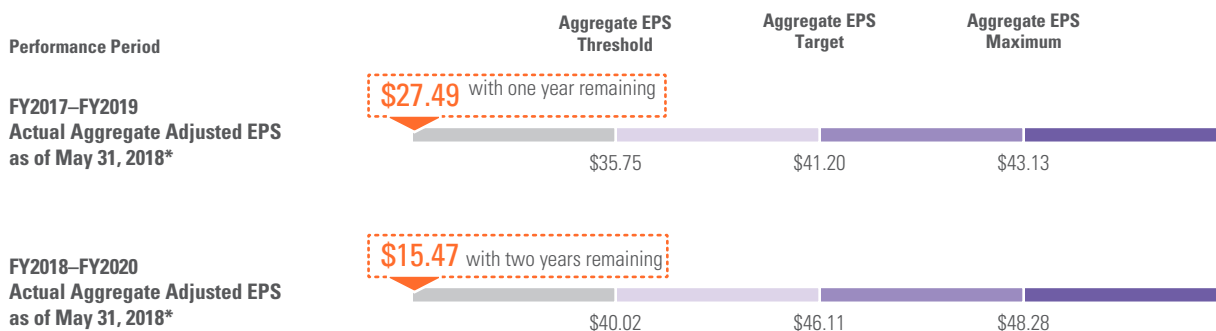 Performance Period
Aggregate EPS
Threshold
Aggregate EPS
Target
Aggregate EPS
Maximum
FY2017–FY2019
Actual Aggregate Adjusted EPS
as of May 31, 2018*
$27.49 with one year remaining
$35.75
$41.20
$43.13
FY2018–FY2020
Actual Aggregate Adjusted EPS
as of May 31, 2018*
$15.47 with two years remaining
$40.02
$46.11
$48.28